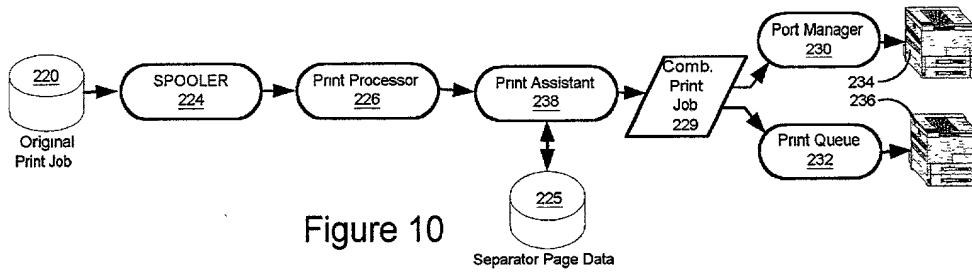 220
Original
Print Job
SPOOLER
224
Print Processor
226
Print Assistant
238
225
Separator Page Data
Comb.
Print
Job
229
Port Manager
230
234
236
Print Queue
232
Figure 10